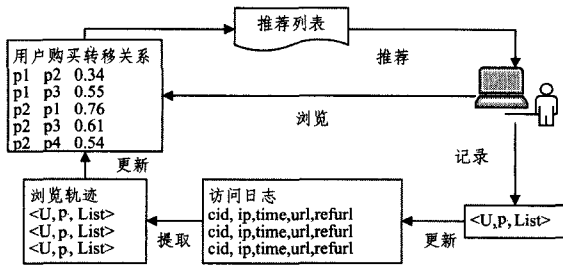 推荐列表
推荐
用户购买转移关系
p1 p2 0.34
p1 p3 0.55
p2 p1 0.76
p2 p3 0.61
p2 p4 0.54
浏览
更新
记录
浏览轨迹
<U,p,List>
<U,p,List>
<U,p,List>
提取
访问日志
cid, ip,time,url,refurl
cid, ip,time,url,refurl
cid, ip,time,url,refurl
更新
<U,p,List>